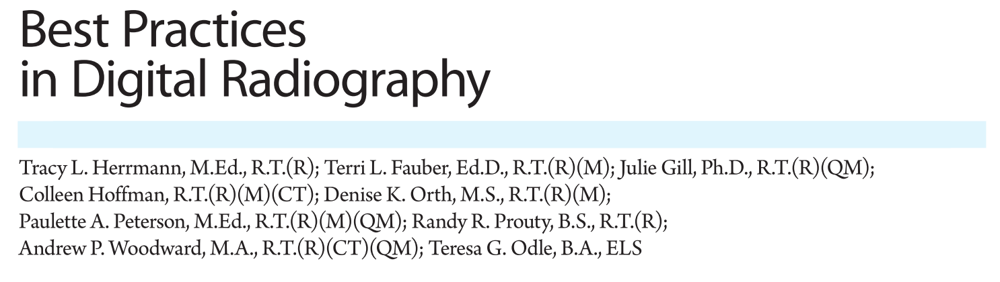 Best Practices
in Digital Radiography
Tracy L. Herrmann, M.Ed., R.T.(R); Terri L. Fauber, Ed.D., R.T.(R)(M); Julie Gill, Ph.D., R.T.(R)(QM);
Colleen Hoffman, R.T.(R)(M)(CT); Denise K. Orth, M.S., R.T.(R)(M);
Paulette A. Peterson, M.Ed., R.T.(R)(M)(QM); Randy R. Prouty, B.S., R.T.(R);
Andrew P. Woodward, M.A., R.T.(R)(CT)(QM); Teresa G. Odle, B.A., ELS